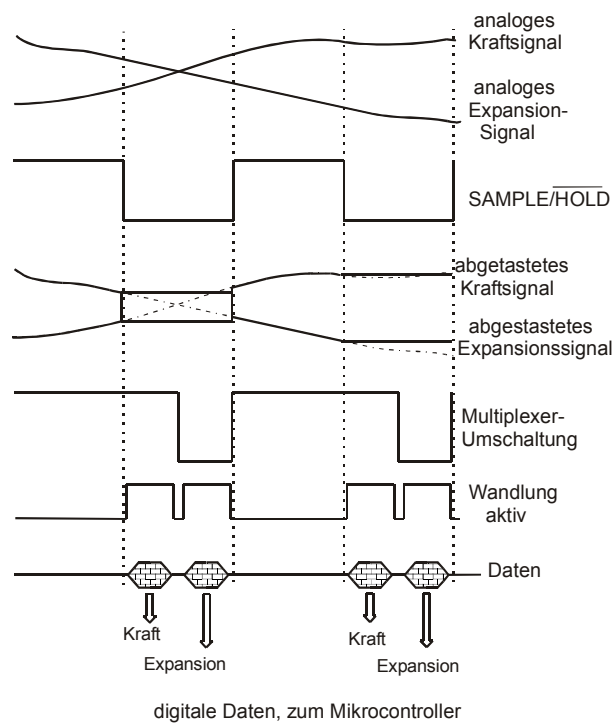 analoges
Kraftsignal
analoges
Expansion-
Signal
SAMPLE/HOLD
abgetastetes
Kraftsignal
abgestastetes
Expansionssignal
Multiplexer-
Umschaltung
Wandlung
aktiv
Daten
Kraft
Expansion
Kraft
Expansion
digitale Daten, zum Mikrocontroller